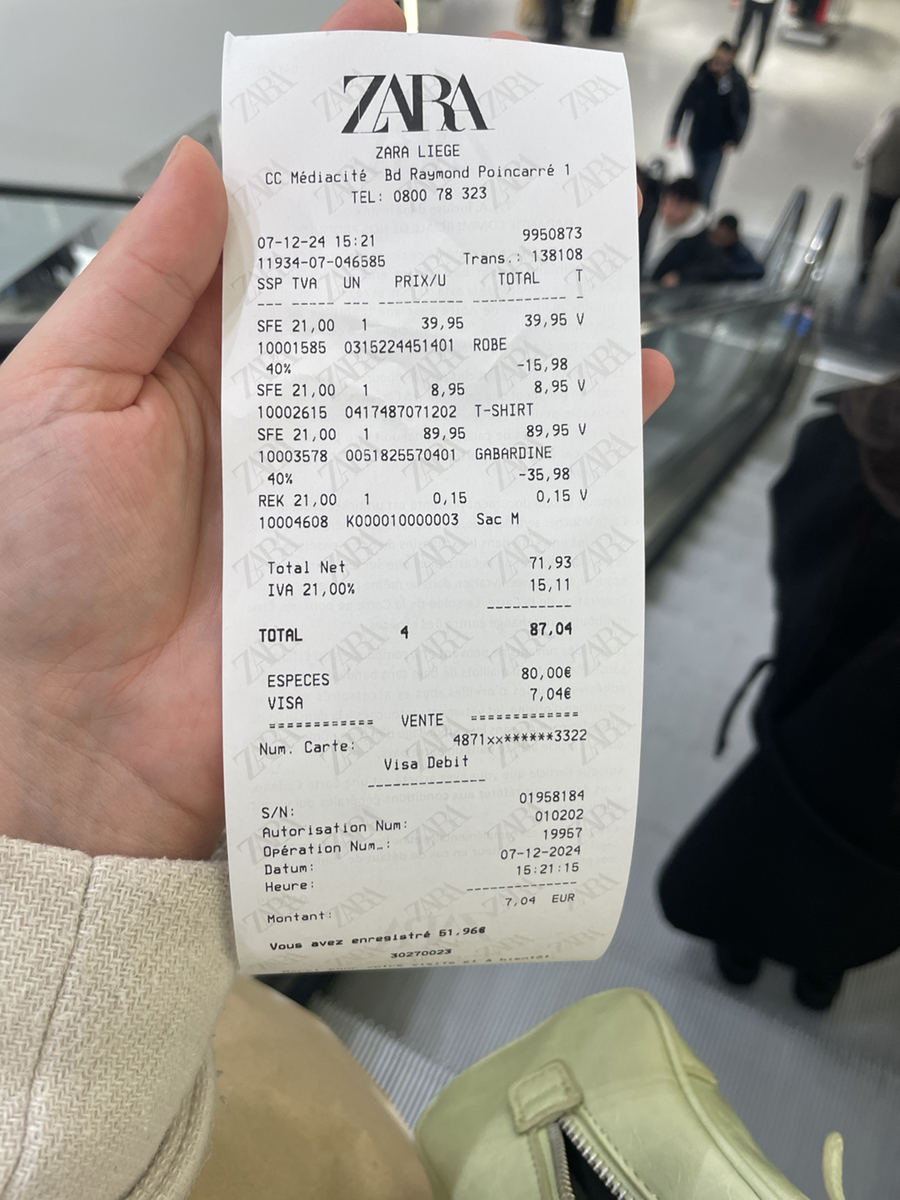 ZARA
ZARA LIEGE
CC Médiacité Bd Raymond Poincarré 1
TEL: 0800 78 323
07-12-24 15:21 9950873
11934-07-046585 Trans.: 138108
SSP TVA UN PRIX/U TOTAL T
--- ----- --- ---------- ----------- -
SFE 21,00 1 39,95 39,95 V
10001585 0315224451401 ROBE
40% -15,98
SFE 21,00 1 8,95 8,95 V
10002615 0417487071202 T-SHIRT
SFE 21,00 1 89,95 89,95 V
10003578 0051825570401 GABARDINE
40% -35,98
REK 21,00 1 0,15 0,15 V
10004608 K000010000003 Sac M
Total Net 71,93
IVA 21,00% 15,11
----------
TOTAL 4 87,04
ESPECES 80,00€
VISA 7,04€
============ VENTE ============
Num. Carte: 4871xx******3322
Visa Debit
-------------
S/N: 01958184
Autorisation Num: 010202
Opération Num.: 19957
Datum: 07-12-2024
Heure: 15:21:15
-------------
Montant: 7,04 EUR
Vous avez enregistré 51,96€
30270023
votre visite et à bientôt